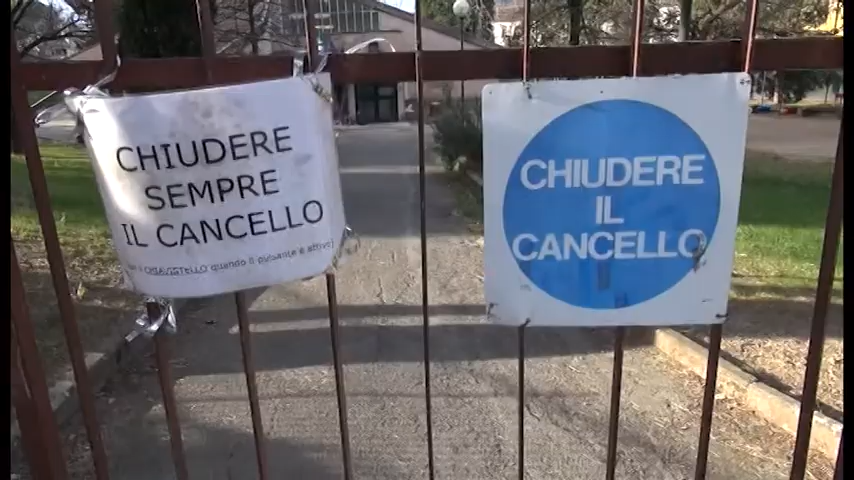 CHIUDERE
SEMPRE
IL CANCELLO
quando il pulsante è attivo
CHIUDERE
IL
CANCELLO